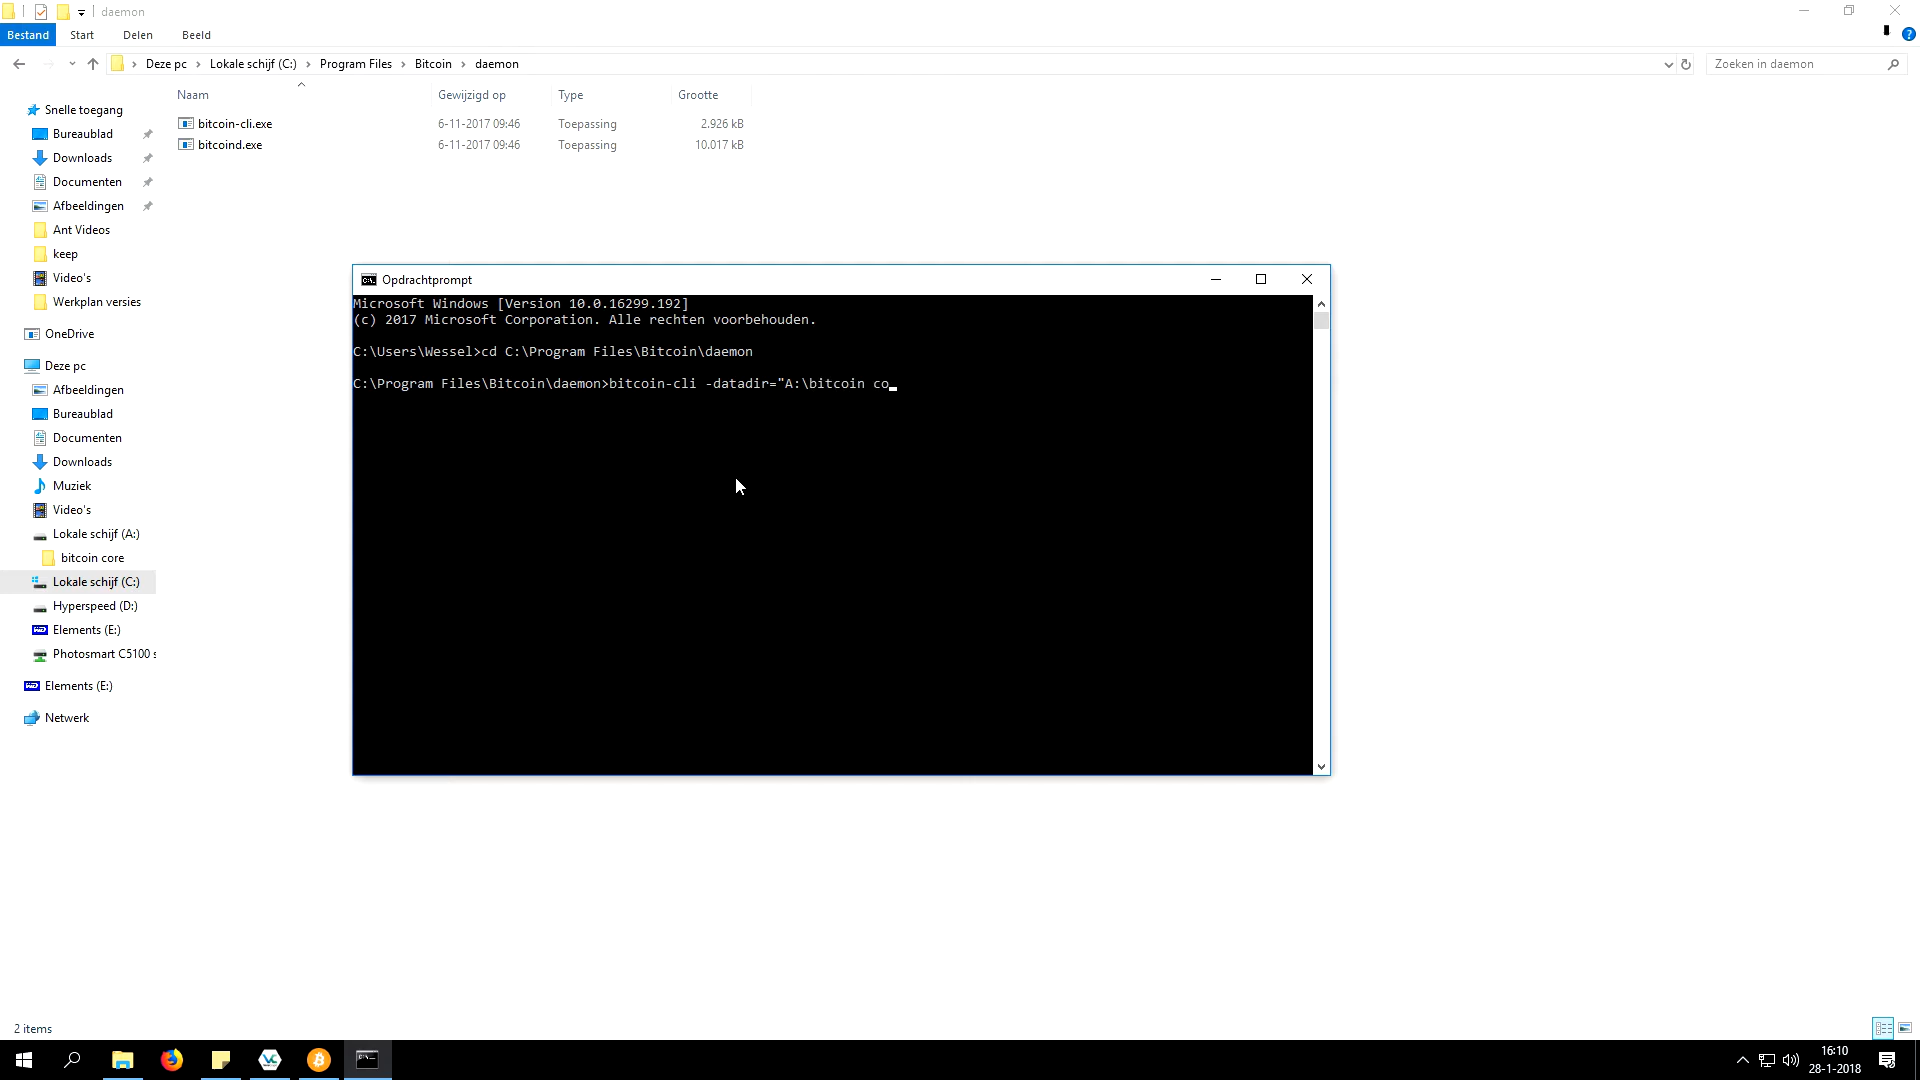 daemon
Bestand Start Delen Beeld
Deze pc Lokale schijf (C:) Program Files Bitcoin daemon
Zoeken in daemon
Naam Gewijzigd op Type Grootte
bitcoin-cli.exe 6-11-2017 09:46 Toepassing 2.926 kB
bitcoind.exe 6-11-2017 09:46 Toepassing 10.017 kB
Snelle toegang
Bureaublad
Downloads
Documenten
Afbeeldingen
Ant Videos
keep
Video's
Werkplan versies
OneDrive
Deze pc
Afbeeldingen
Bureaublad
Documenten
Downloads
Muziek
Video's
Lokale schijf (A:)
bitcoin core
Lokale schijf (C:)
Hyperspeed (D:)
Elements (E:)
Photosmart C5100 s
Elements (E:)
Netwerk
Opdrachtprompt
Microsoft Windows [Version 10.0.16299.192]
(c) 2017 Microsoft Corporation. Alle rechten voorbehouden.
C:\Users\Wessel>cd C:\Program Files\Bitcoin\daemon
C:\Program Files\Bitcoin\daemon>bitcoin-cli -datadir="A:\bitcoin co_
2 items
16:10
28-1-2018